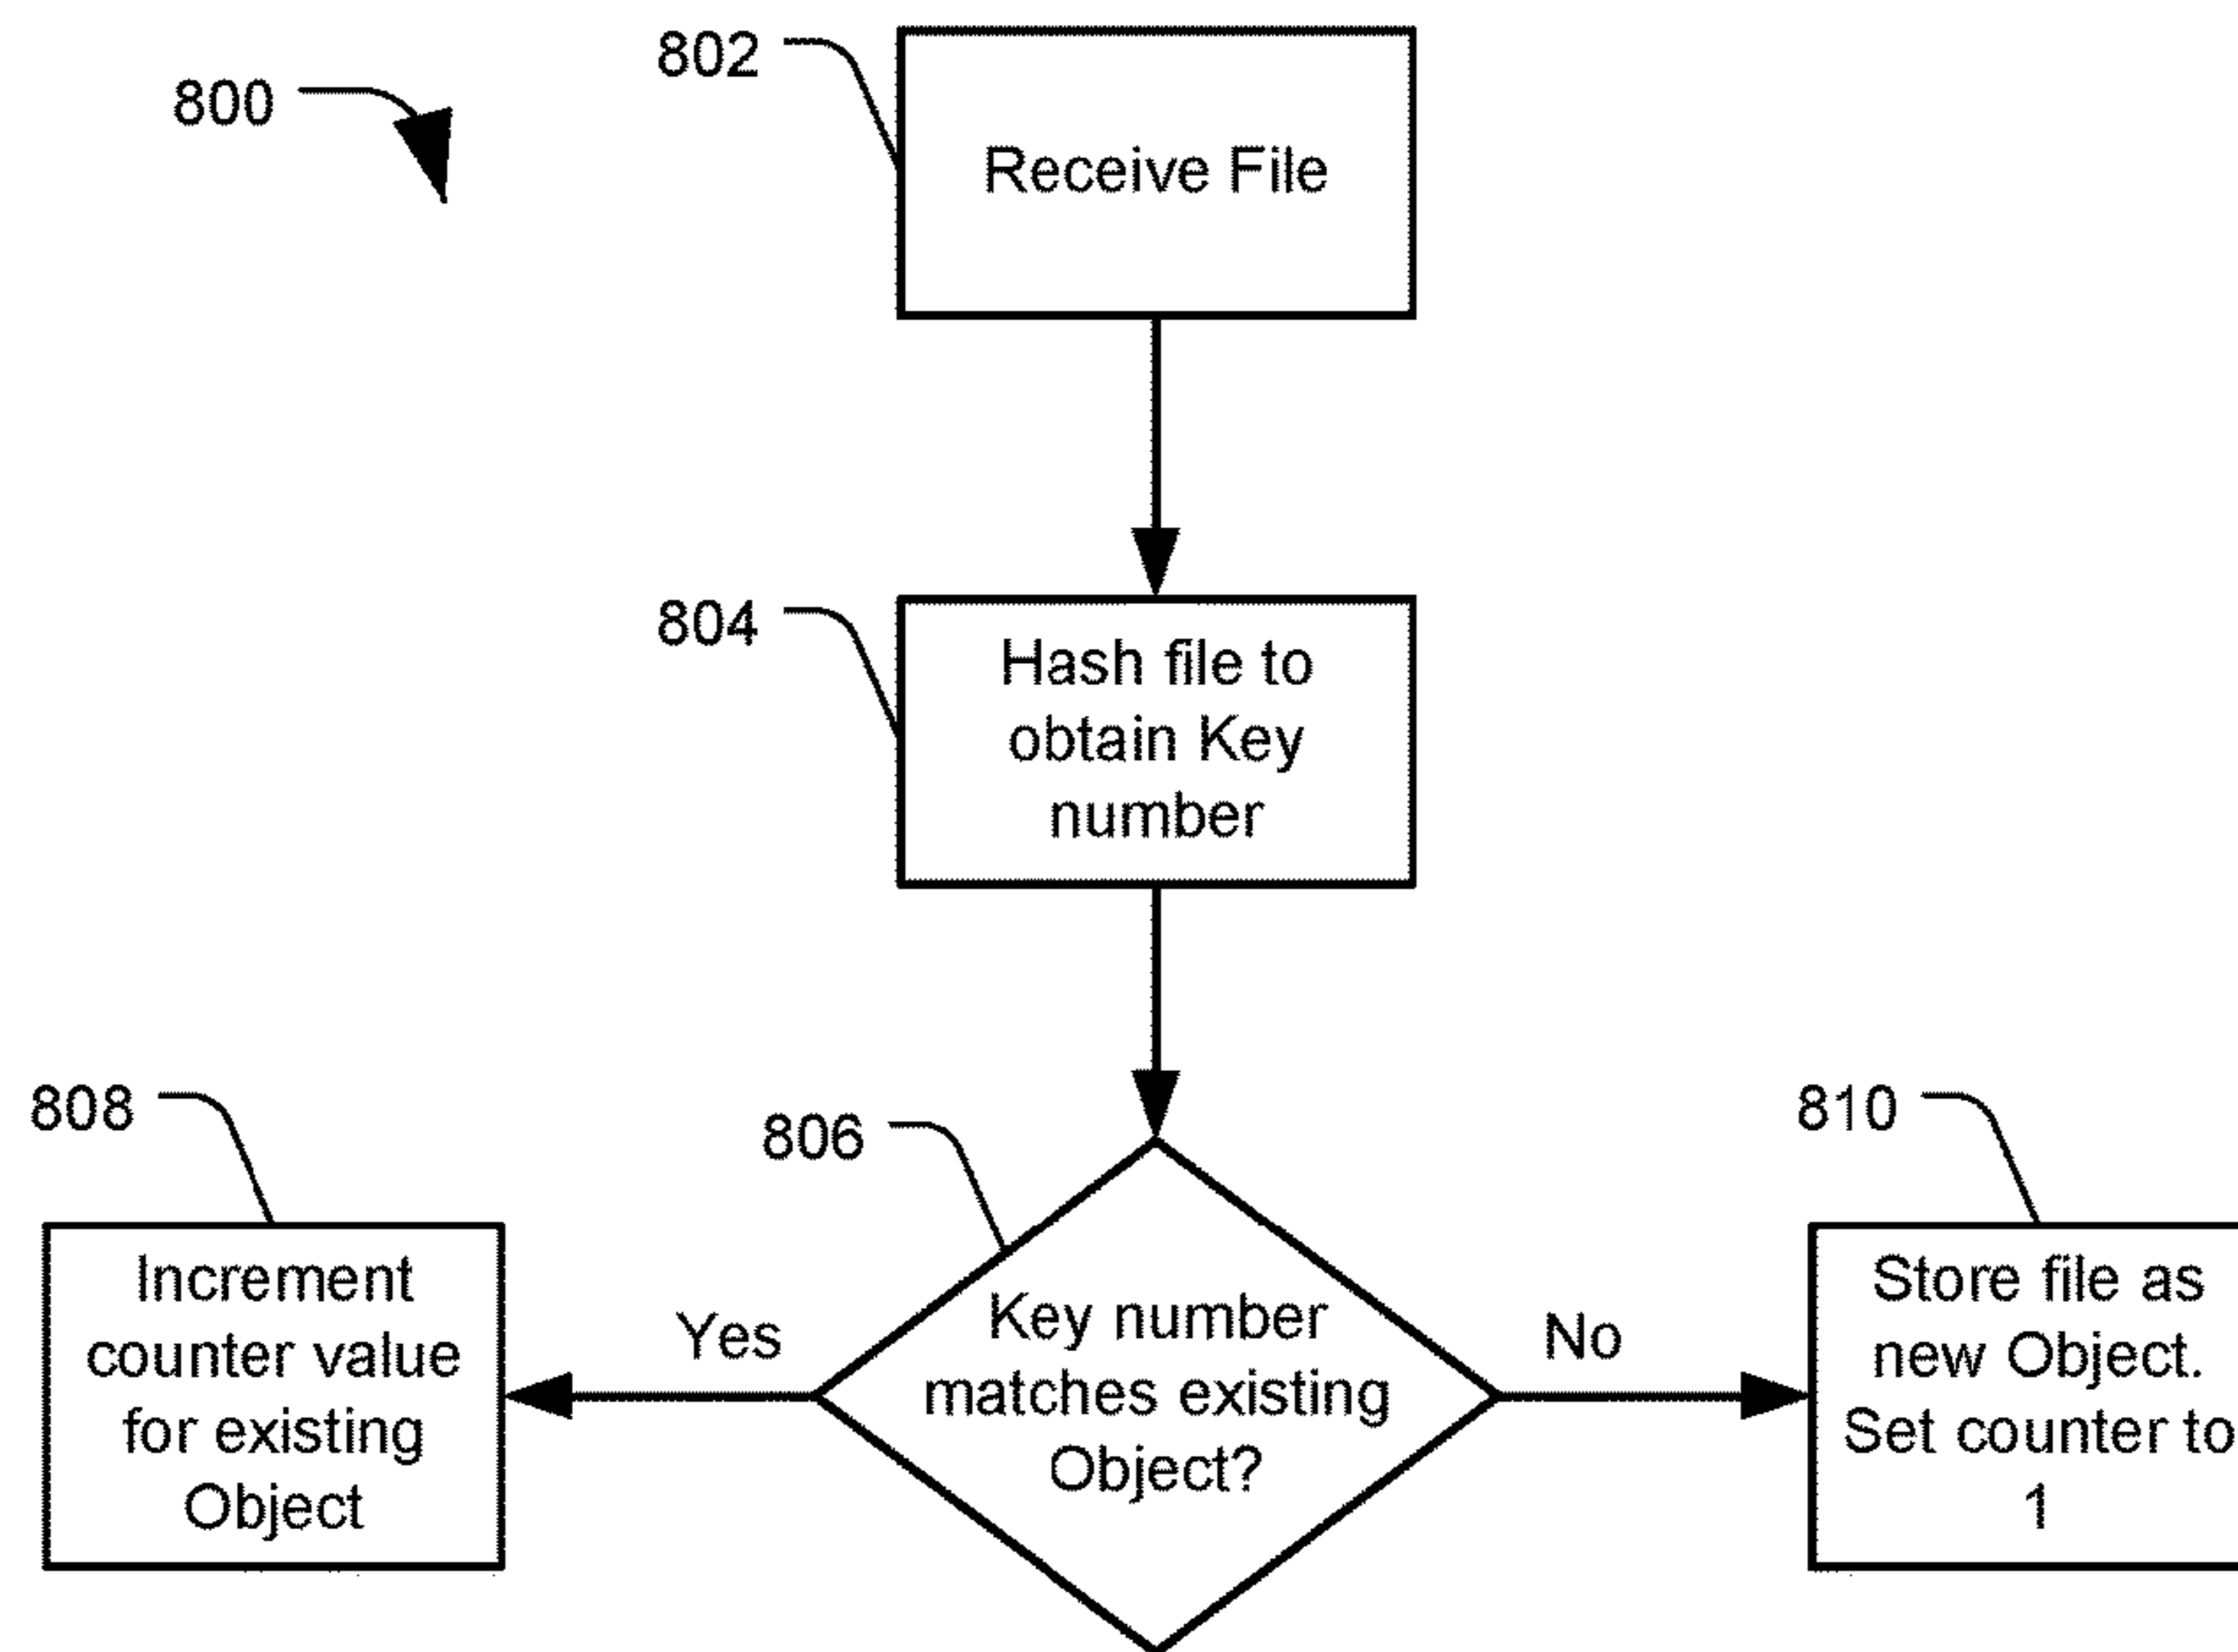 800
802
Receive File
804
Hash file to
obtain Key
number
806
Key number
matches existing
Object?
Yes
No
808
Increment
counter value
for existing
Object
810
Store file as
new Object.
Set counter to
1